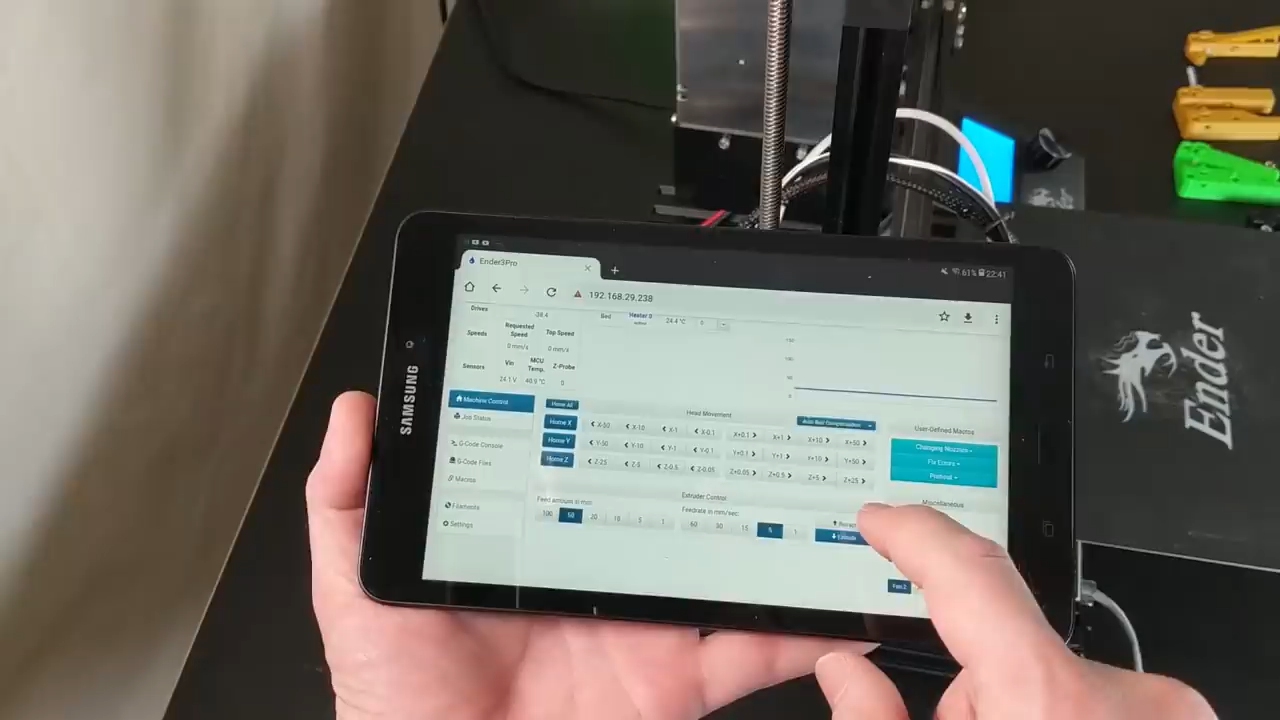 Ender3Pro
61% 22:41
192.168.29.238
Drives
-38.4
Bed Heater 0 24.4 °C 0
Speeds Requested Speed Top Speed
0 mm/s 0 mm/s
Sensors Vin MCU Temp. Z-Probe
24.1 V 40.9 °C 0
Machine Control
Job Status
G-Code Console
G-Code Files
Macros
Filaments
Settings
Home All Head Movement Auto Bed Compensation
Home X X-50 X-10 X-1 X-0.1 X+0.1 X+1 X+10 X+50
Home Y Y-50 Y-10 Y-1 Y-0.1 Y+0.1 Y+1 Y+10 Y+50
Home Z Z-25 Z-5 Z-0.5 Z-0.05 Z+0.05 Z+0.5 Z+5 Z+25
User-Defined Macros
Changing Nozzles
Fix Errors
Preheat
Miscellaneous
Extruder Control
Feed amount in mm: Feedrate in mm/sec:
100 50 20 10 5 1 60 30 15 5 1
Extrude
Fan 2
SAMSUNG
Ender